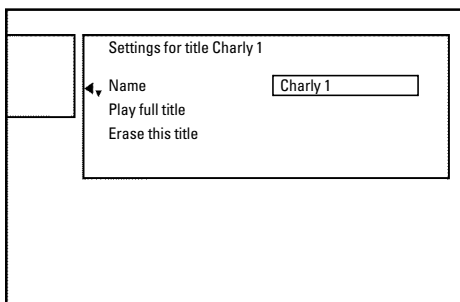 Settings for title Charly 1
Name Charly 1
Play full title
Erase this title